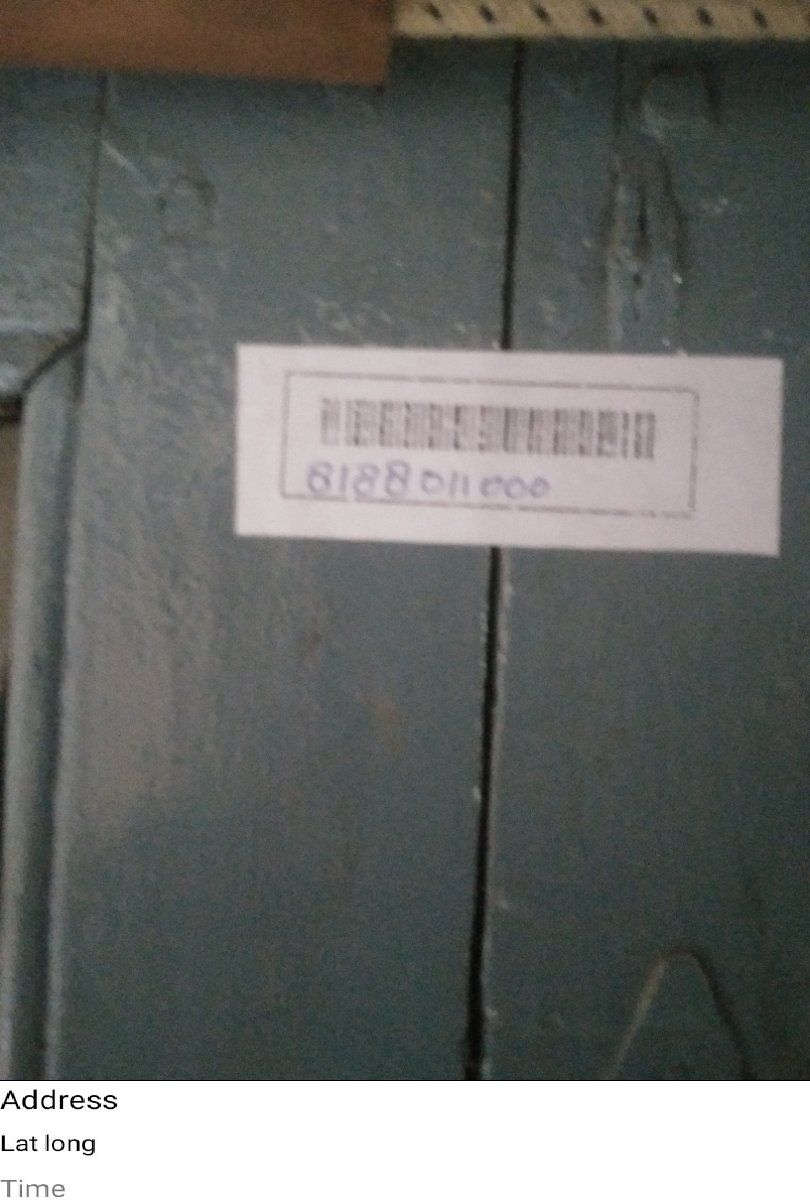 8188011000
Address
Lat long
Time